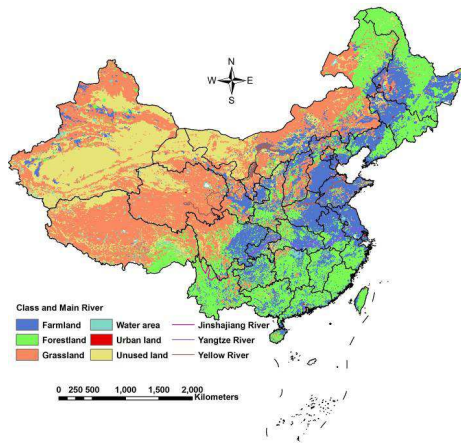 N
W E
S
Class and Main River
Farmland Water area Jinshajiang River
Forestland Urban land Yangtze River
Grassland Unused land Yellow River
0 250 500 1,000 1,500 2,000
Kilometers